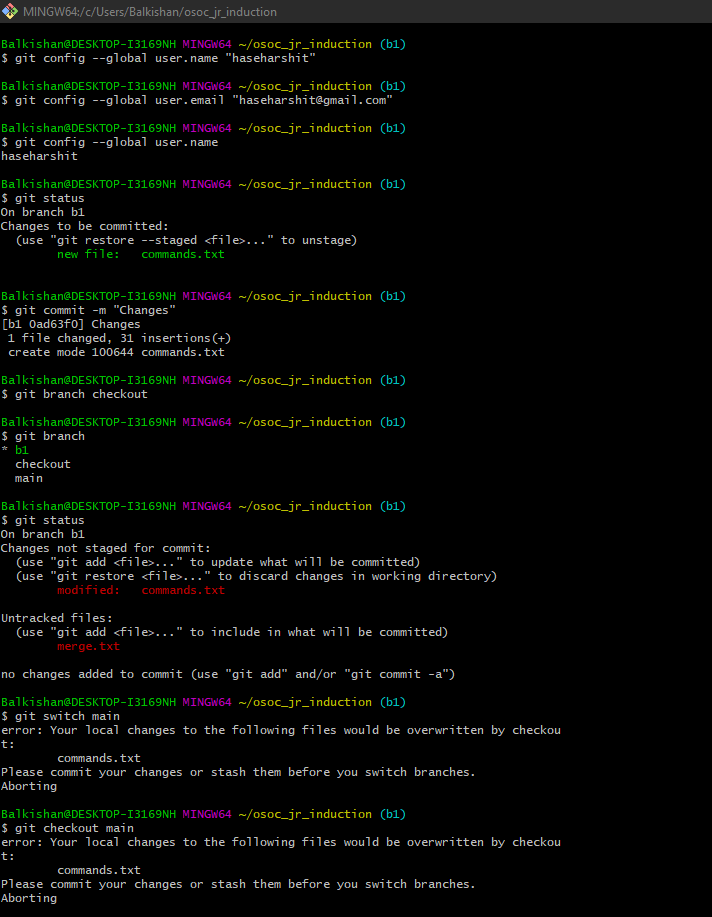 MINGW64:/c/Users/Balkishan/osoc_jr_induction
Balkishan@DESKTOP-I3169NH MINGW64 ~/osoc_jr_induction (b1)
$ git config --global user.name "haseharshit"
Balkishan@DESKTOP-I3169NH MINGW64 ~/osoc_jr_induction (b1)
$ git config --global user.email "haseharshit@gmail.com"
Balkishan@DESKTOP-I3169NH MINGW64 ~/osoc_jr_induction (b1)
$ git config --global user.name
haseharshit
Balkishan@DESKTOP-I3169NH MINGW64 ~/osoc_jr_induction (b1)
$ git status
On branch b1
Changes to be committed:
  (use "git restore --staged <file>..." to unstage)
        new file:   commands.txt
Balkishan@DESKTOP-I3169NH MINGW64 ~/osoc_jr_induction (b1)
$ git commit -m "Changes"
[b1 0ad63f0] Changes
 1 file changed, 31 insertions(+)
 create mode 100644 commands.txt
Balkishan@DESKTOP-I3169NH MINGW64 ~/osoc_jr_induction (b1)
$ git branch checkout
Balkishan@DESKTOP-I3169NH MINGW64 ~/osoc_jr_induction (b1)
$ git branch
* b1
  checkout
  main
Balkishan@DESKTOP-I3169NH MINGW64 ~/osoc_jr_induction (b1)
$ git status
On branch b1
Changes not staged for commit:
  (use "git add <file>..." to update what will be committed)
  (use "git restore <file>..." to discard changes in working directory)
        modified:   commands.txt
Untracked files:
  (use "git add <file>..." to include in what will be committed)
        merge.txt
no changes added to commit (use "git add" and/or "git commit -a")
Balkishan@DESKTOP-I3169NH MINGW64 ~/osoc_jr_induction (b1)
$ git switch main
error: Your local changes to the following files would be overwritten by checkou
t:
        commands.txt
Please commit your changes or stash them before you switch branches.
Aborting
Balkishan@DESKTOP-I3169NH MINGW64 ~/osoc_jr_induction (b1)
$ git checkout main
error: Your local changes to the following files would be overwritten by checkou
t:
        commands.txt
Please commit your changes or stash them before you switch branches.
Aborting